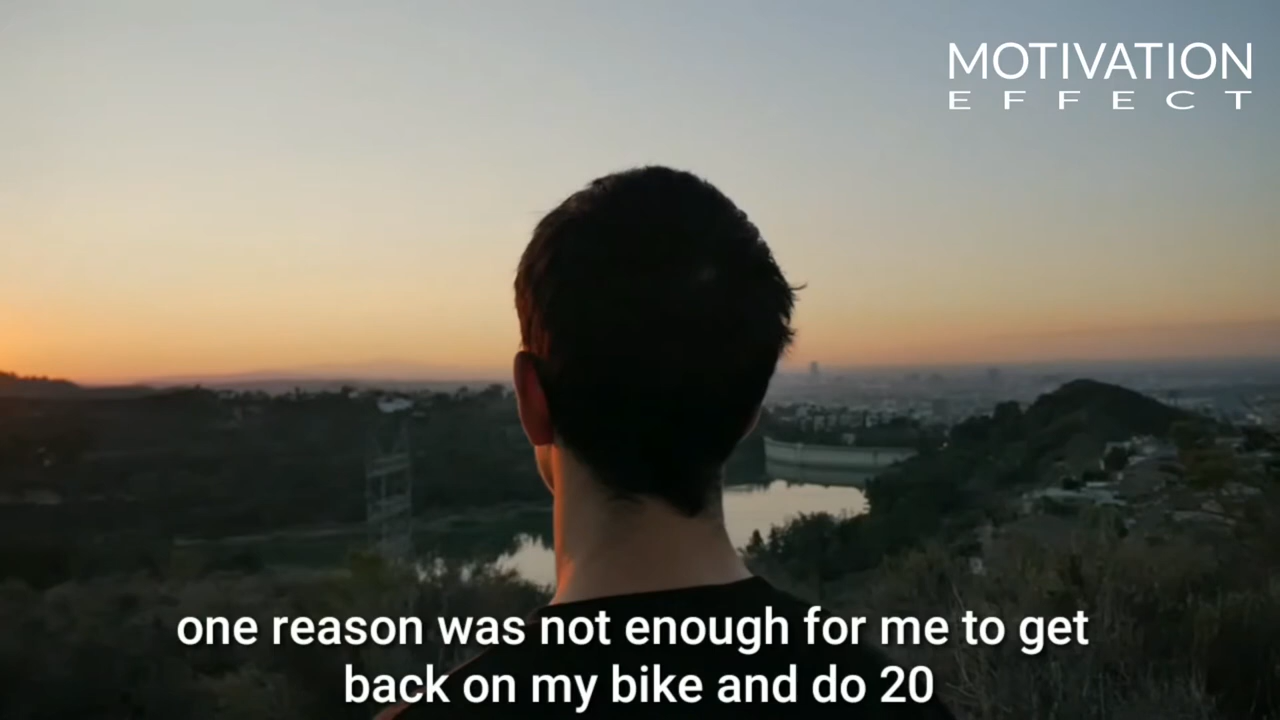 MOTIVATION
EFFECT
one reason was not enough for me to get
back on my bike and do 20